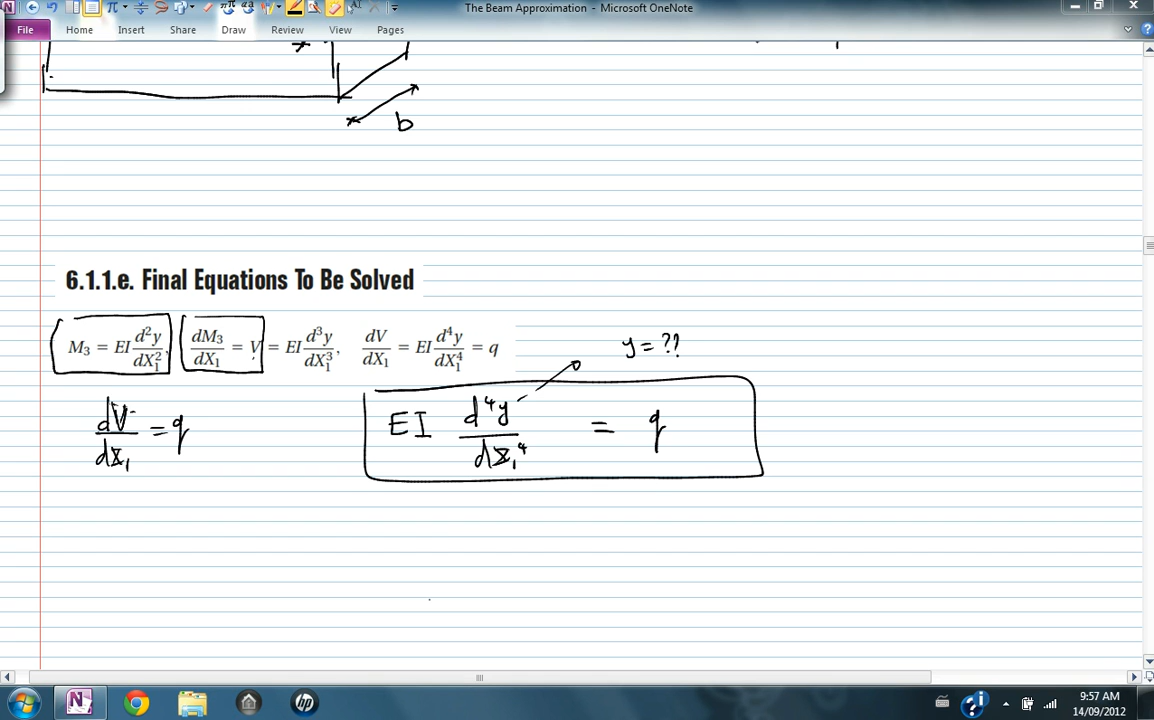 The Beam Approximation - Microsoft OneNote
File Home Insert Share Draw Review View Pages
b
6.1.1.e. Final Equations To Be Solved
M₃ = EI d²y/dX₁², dM₃/dX₁ = V = EI d³y/dX₁³, dV/dX₁ = EI d⁴y/dX₁⁴ = q
y = ??
dV/dX₁ = q
EI d⁴y/dX₁⁴ = q
9:57 AM
14/09/2012